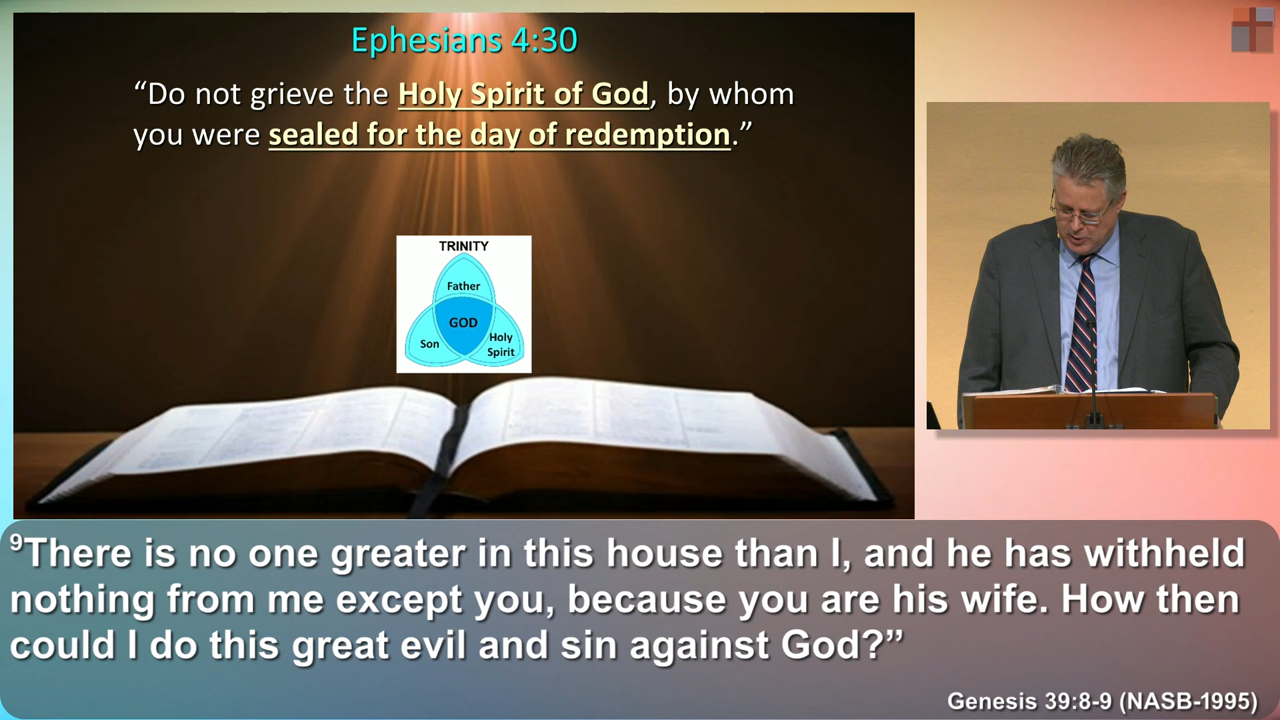 Ephesians 4:30
“Do not grieve the Holy Spirit of God, by whom
you were sealed for the day of redemption.”
TRINITY
Father
GOD
Son
Holy
Spirit
⁹There is no one greater in this house than I, and he has withheld
nothing from me except you, because you are his wife. How then
could I do this great evil and sin against God?”
Genesis 39:8-9 (NASB-1995)